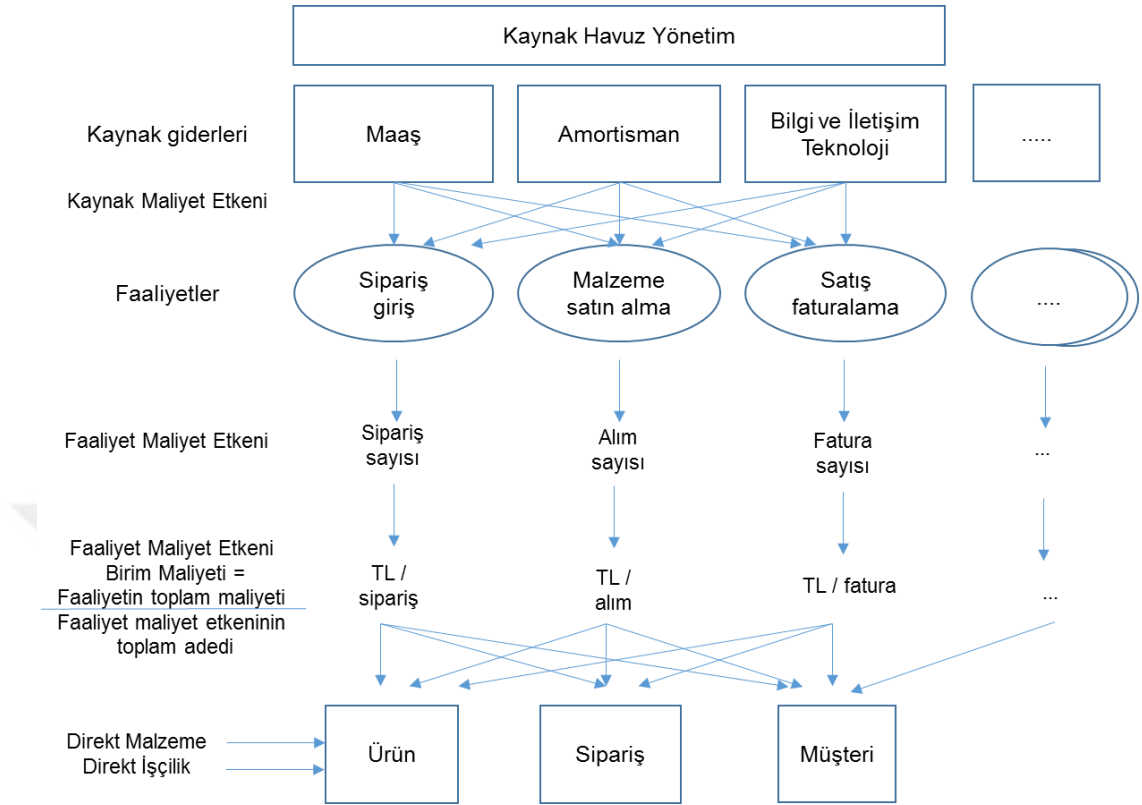 Kaynak Havuz Yönetim
Kaynak giderleri
Maaş
Amortisman
Bilgi ve İletişim
Teknoloji
.....
Kaynak Maliyet Etkeni
Faaliyetler
Sipariş
giriş
Malzeme
satın alma
Satış
faturalama
....
Faaliyet Maliyet Etkeni
Sipariş
sayısı
Alım
sayısı
Fatura
sayısı
...
Faaliyet Maliyet Etkeni
Birim Maliyeti =
Faaliyetin toplam maliyeti
Faaliyet maliyet etkeninin
toplam adedi
TL /
sipariş
TL /
alım
TL / fatura
...
Direkt Malzeme
Direkt İşçilik
Ürün
Sipariş
Müşteri